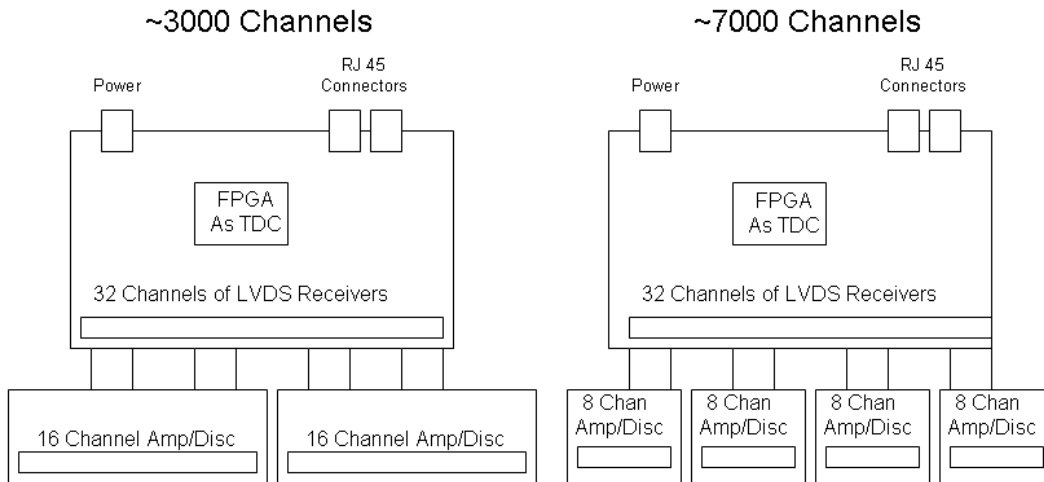 ~3000 Channels
Power
RJ 45
Connectors
FPGA
As TDC
32 Channels of LVDS Receivers
16 Channel Amp/Disc
16 Channel Amp/Disc
~7000 Channels
Power
RJ 45
Connectors
FPGA
As TDC
32 Channels of LVDS Receivers
8 Chan
Amp/Disc
8 Chan
Amp/Disc
8 Chan
Amp/Disc
8 Chan
Amp/Disc